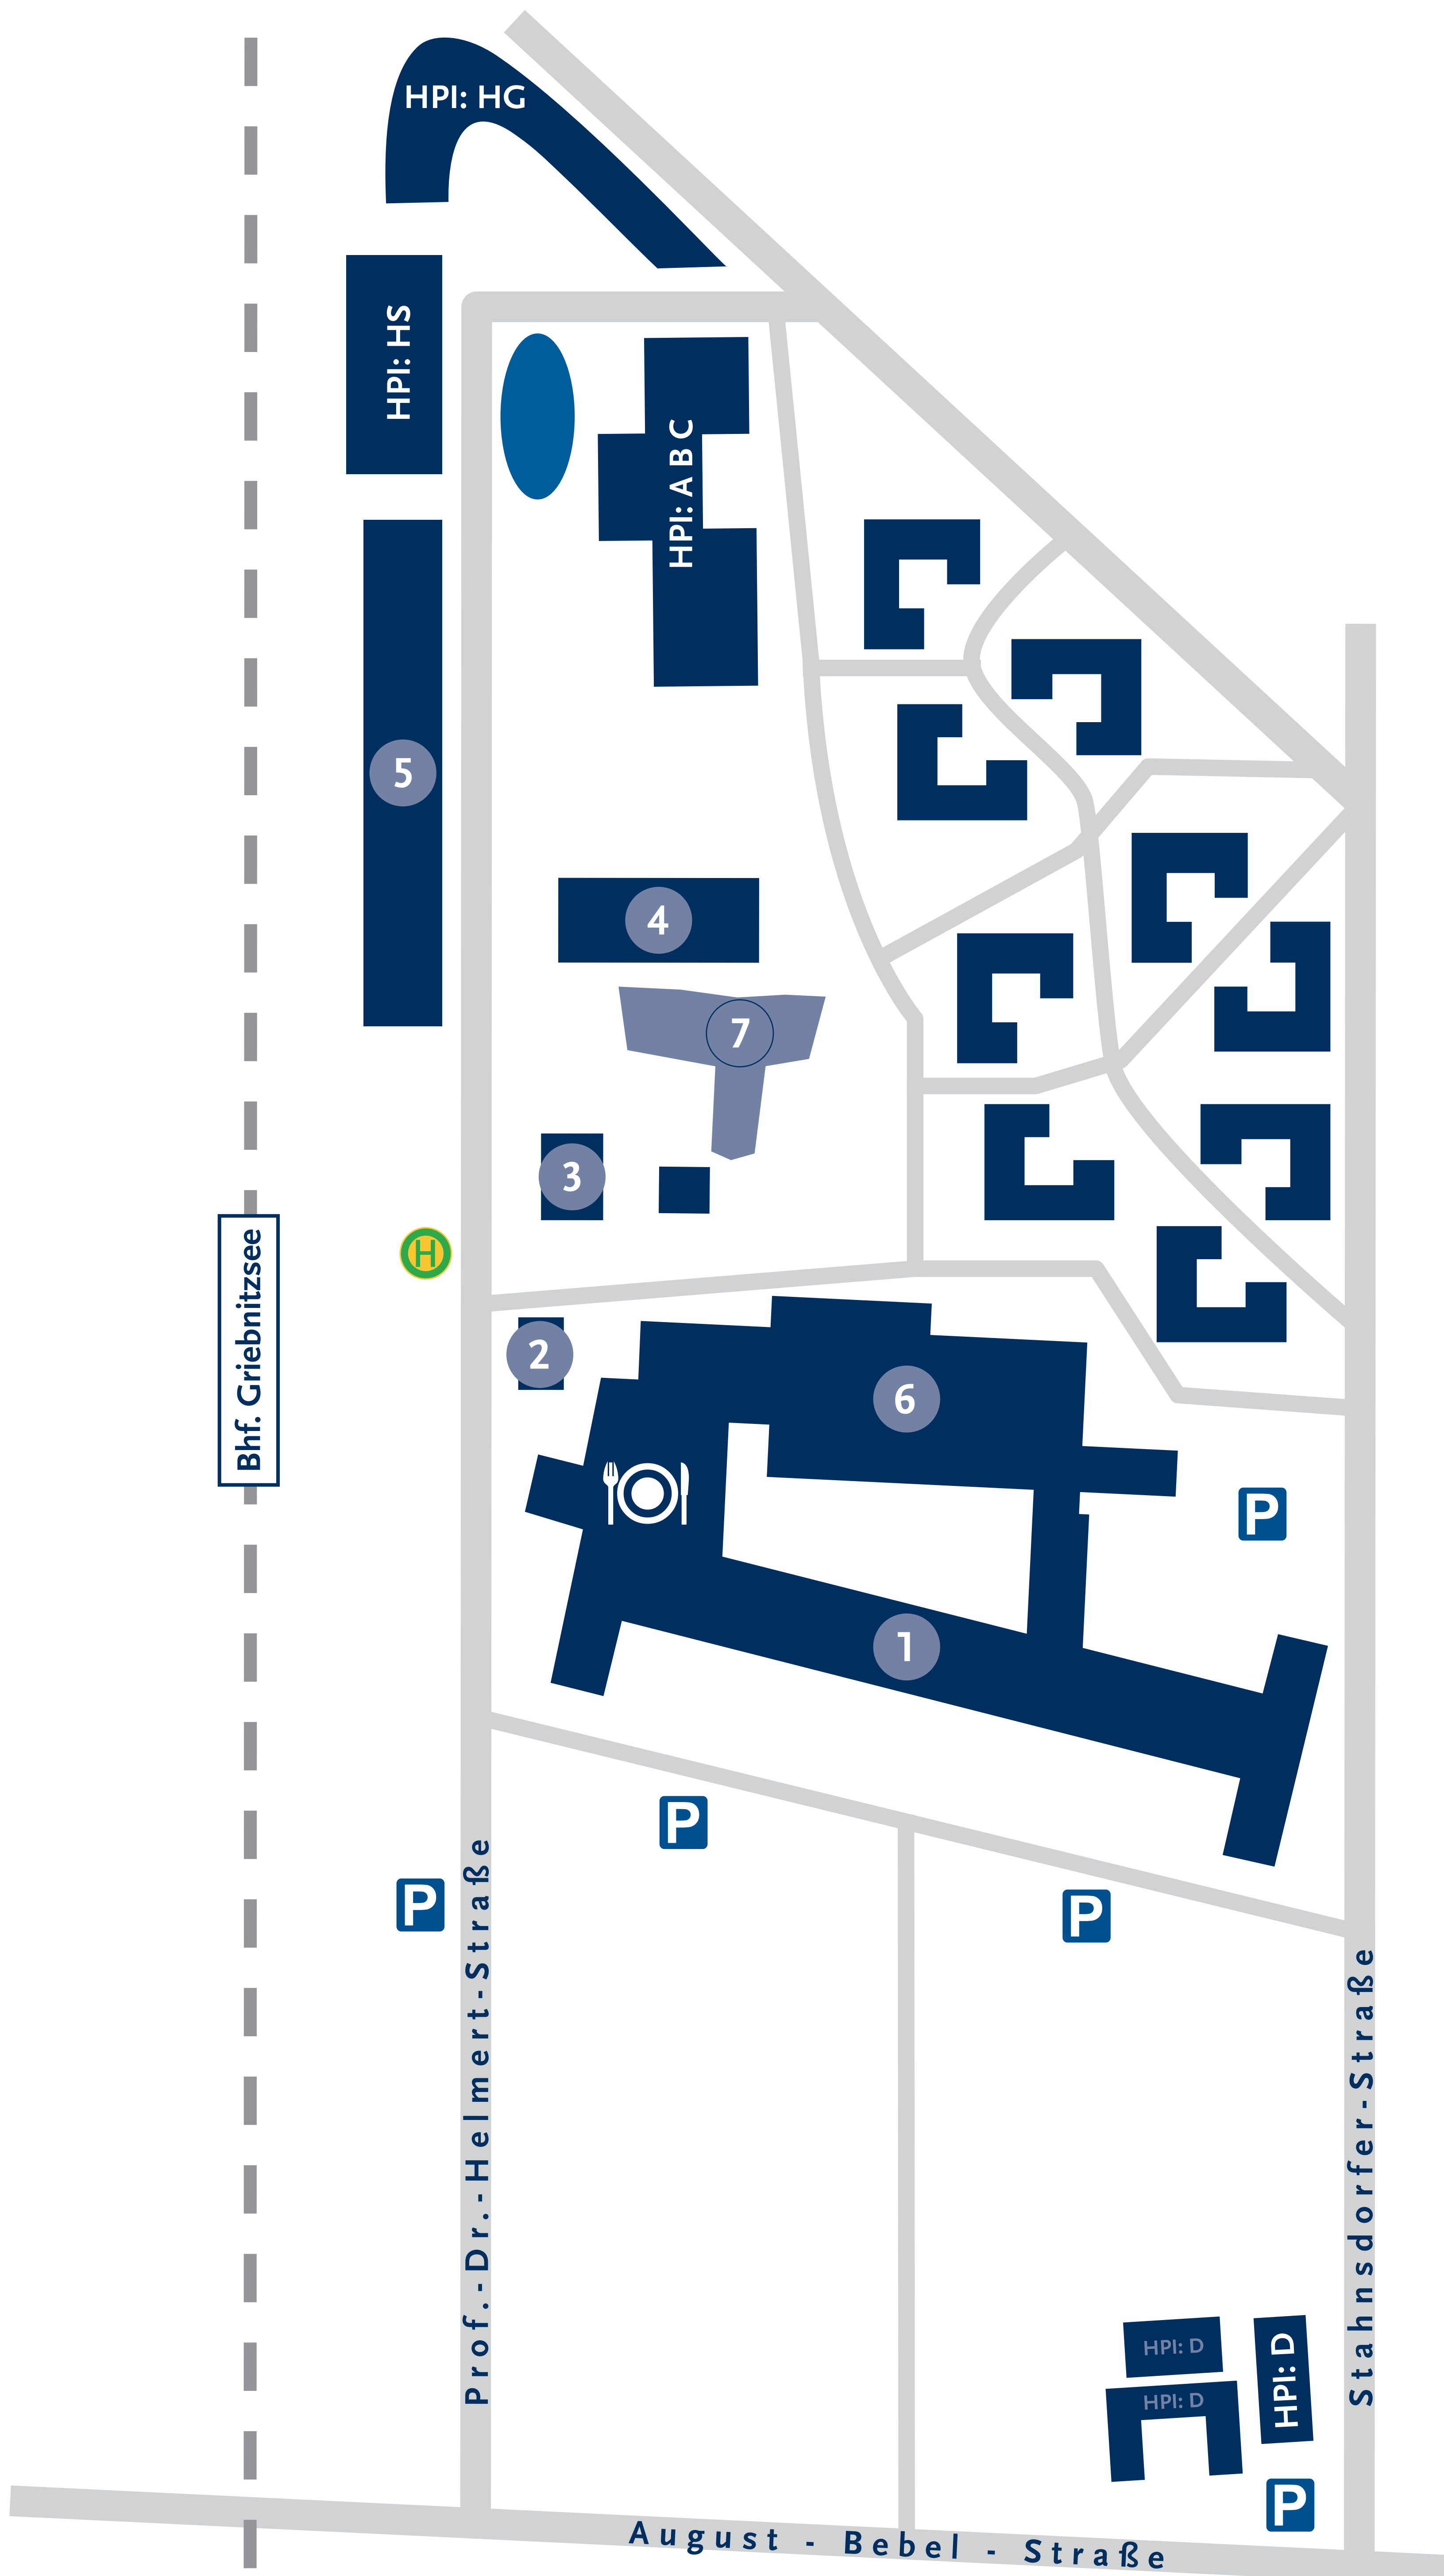 HPI: HG
HPI: HS
HPI: A B C
5
4
7
3
H
Bhf. Griebnitzsee
2
6
P
1
P
P
P
Prof.-Dr.-Helmert-Straße
Stahnsdorfer-Straße
HPI: D
HPI: D
HPI: D
P
August - Bebel - Straße